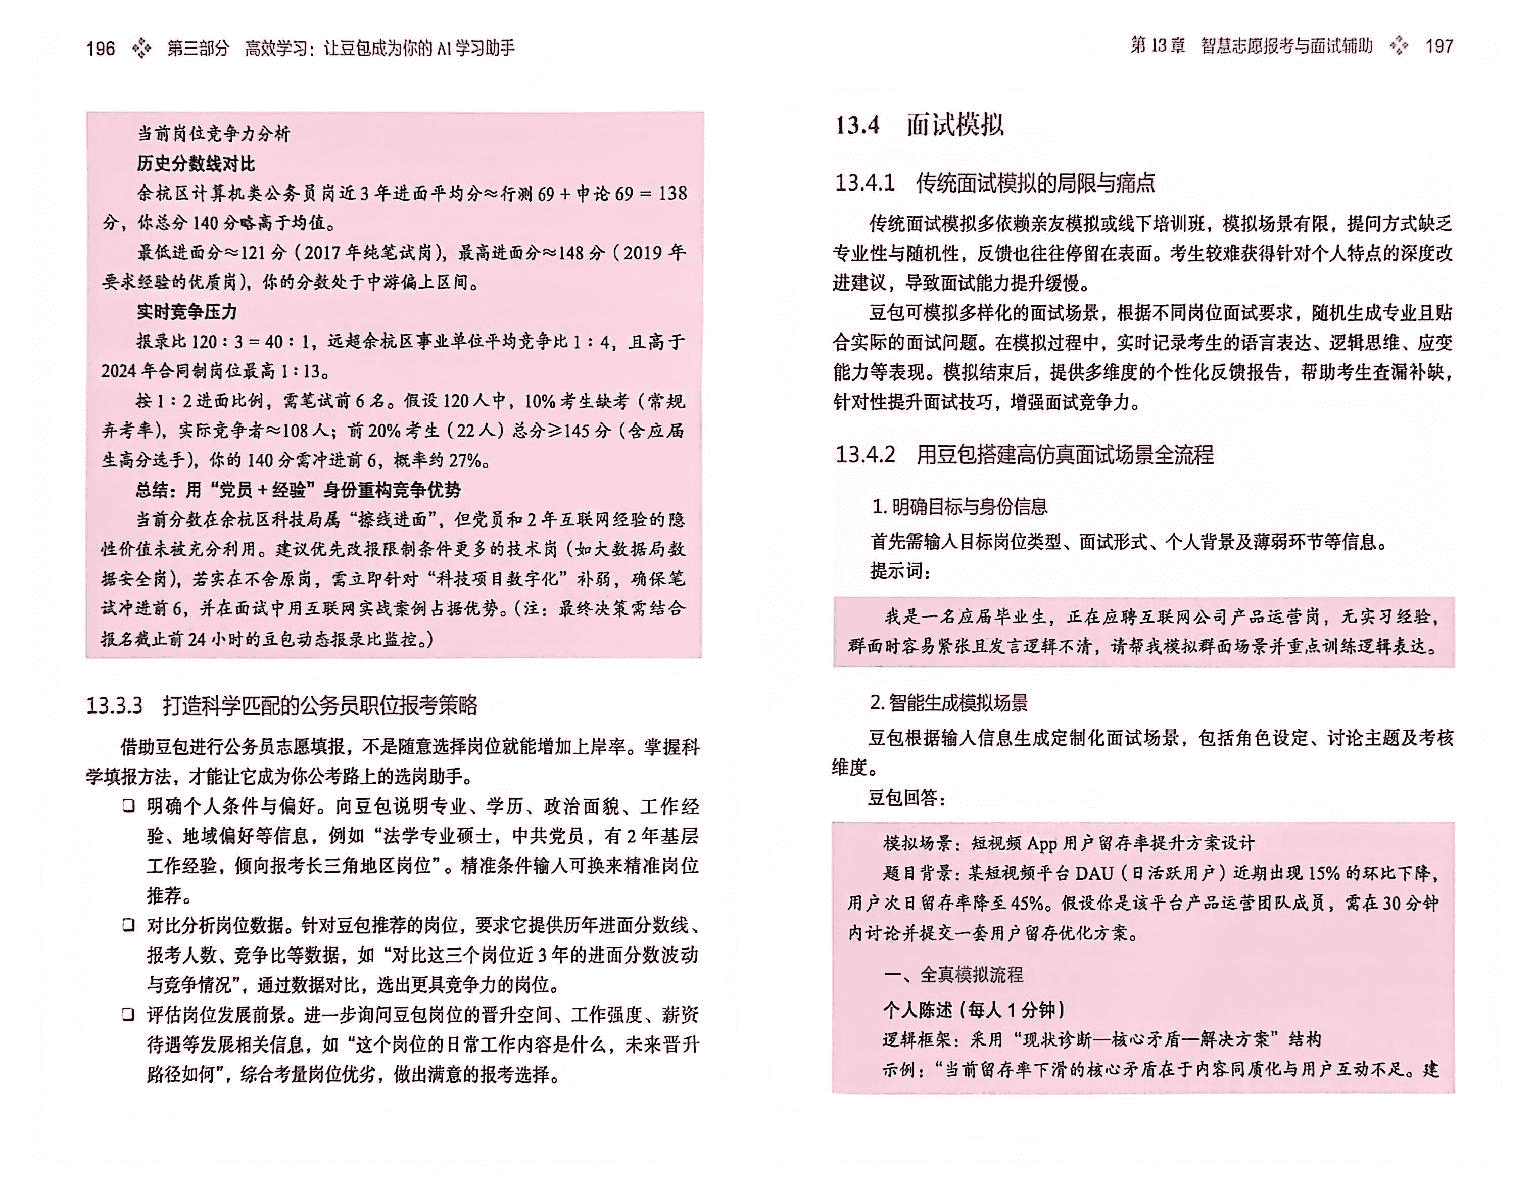 196 第三部分 高效学习：让豆包成为你的AI学习助手
当前岗位竞争力分析
历史分数线对比
余杭区计算机类公务员岗近3年进面平均分≈行测69+申论69=138
分，你总分140分略高于均值。
最低进面分≈121分（2017年纯笔试岗），最高进面分≈148分（2019年
要求经验的优质岗），你的分数处于中游偏上区间。
实时竞争压力
报录比120：3=40：1，远超余杭区事业单位平均竞争比1：4，且高于
2024年合同制岗位最高1：13。
按1：2进面比例，需笔试前6名。假设120人中，10%考生缺考（常规
弃考率），实际竞争者≈108人；前20%考生（22人）总分≥145分（含应届
生高分选手），你的140分需冲进前6，概率约27%。
总结：用“党员+经验”身份重构竞争优势
当前分数在余杭区科技局属“擦线进面”，但党员和2年互联网经验的隐
性价值未被充分利用。建议优先改报限制条件更多的技术岗（如大数据局数
据安全岗），若实在不舍原岗，需立即针对“科技项目数字化”补弱，确保笔
试冲进前6，并在面试中用互联网实战案例占据优势。（注：最终决策需结合
报名截止前24小时的豆包动态报录比监控。）
13.3.3 打造科学匹配的公务员职位报考策略
借助豆包进行公务员志愿填报，不是随意选择岗位就能增加上岸率。掌握科
学填报方法，才能让它成为你公考路上的选岗助手。
❑ 明确个人条件与偏好。向豆包说明专业、学历、政治面貌、工作经
验、地域偏好等信息，例如“法学专业硕士，中共党员，有2年基层
工作经验，倾向报考长三角地区岗位”。精准条件输入可换来精准岗位
推荐。
❑ 对比分析岗位数据。针对豆包推荐的岗位，要求它提供历年进面分数线、
报考人数、竞争比等数据，如“对比这三个岗位近3年的进面分数波动
与竞争情况”，通过数据对比，选出更具竞争力的岗位。
❑ 评估岗位发展前景。进一步询问豆包岗位的晋升空间、工作强度、薪资
待遇等发展相关信息，如“这个岗位的日常工作内容是什么，未来晋升
路径如何”，综合考量岗位优劣，做出满意的报考选择。
第13章 智慧志愿报考与面试辅助 197
13.4 面试模拟
13.4.1 传统面试模拟的局限与痛点
传统面试模拟多依赖亲友模拟或线下培训班，模拟场景有限，提问方式缺乏
专业性与随机性，反馈也往往停留在表面。考生较难获得针对个人特点的深度改
进建议，导致面试能力提升缓慢。
豆包可模拟多样化的面试场景，根据不同岗位面试要求，随机生成专业且贴
合实际的面试问题。在模拟过程中，实时记录考生的语言表达、逻辑思维、应变
能力等表现。模拟结束后，提供多维度的个性化反馈报告，帮助考生查漏补缺，
针对性提升面试技巧，增强面试竞争力。
13.4.2 用豆包搭建高仿真面试场景全流程
1. 明确目标与身份信息
首先需输入目标岗位类型、面试形式、个人背景及薄弱环节等信息。
提示词：
我是一名应届毕业生，正在应聘互联网公司产品运营岗，无实习经验，
群面时容易紧张且发言逻辑不清，请帮我模拟群面场景并重点训练逻辑表达。
2. 智能生成模拟场景
豆包根据输入信息生成定制化面试场景，包括角色设定、讨论主题及考核
维度。
豆包回答：
模拟场景：短视频App用户留存率提升方案设计
题目背景：某短视频平台DAU（日活跃用户）近期出现15%的环比下降，
用户次日留存率降至45%。假设你是该平台产品运营团队成员，需在30分钟
内讨论并提交一套用户留存优化方案。
一、全真模拟流程
个人陈述（每人1分钟）
逻辑框架：采用“现状诊断—核心矛盾—解决方案”结构
示例：“当前留存率下滑的核心矛盾在于内容同质化与用户互动不足。建